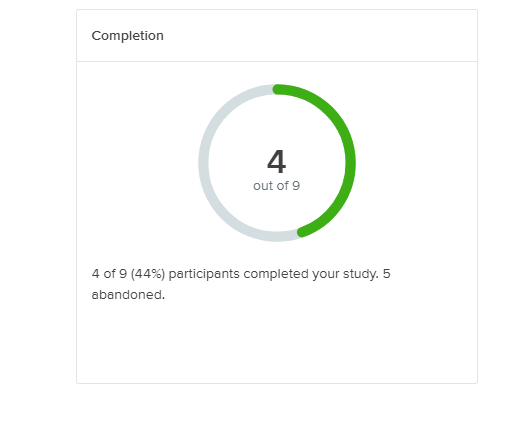 Completion
4
out of 9
4 of 9 (44%) participants completed your study. 5
abandoned.